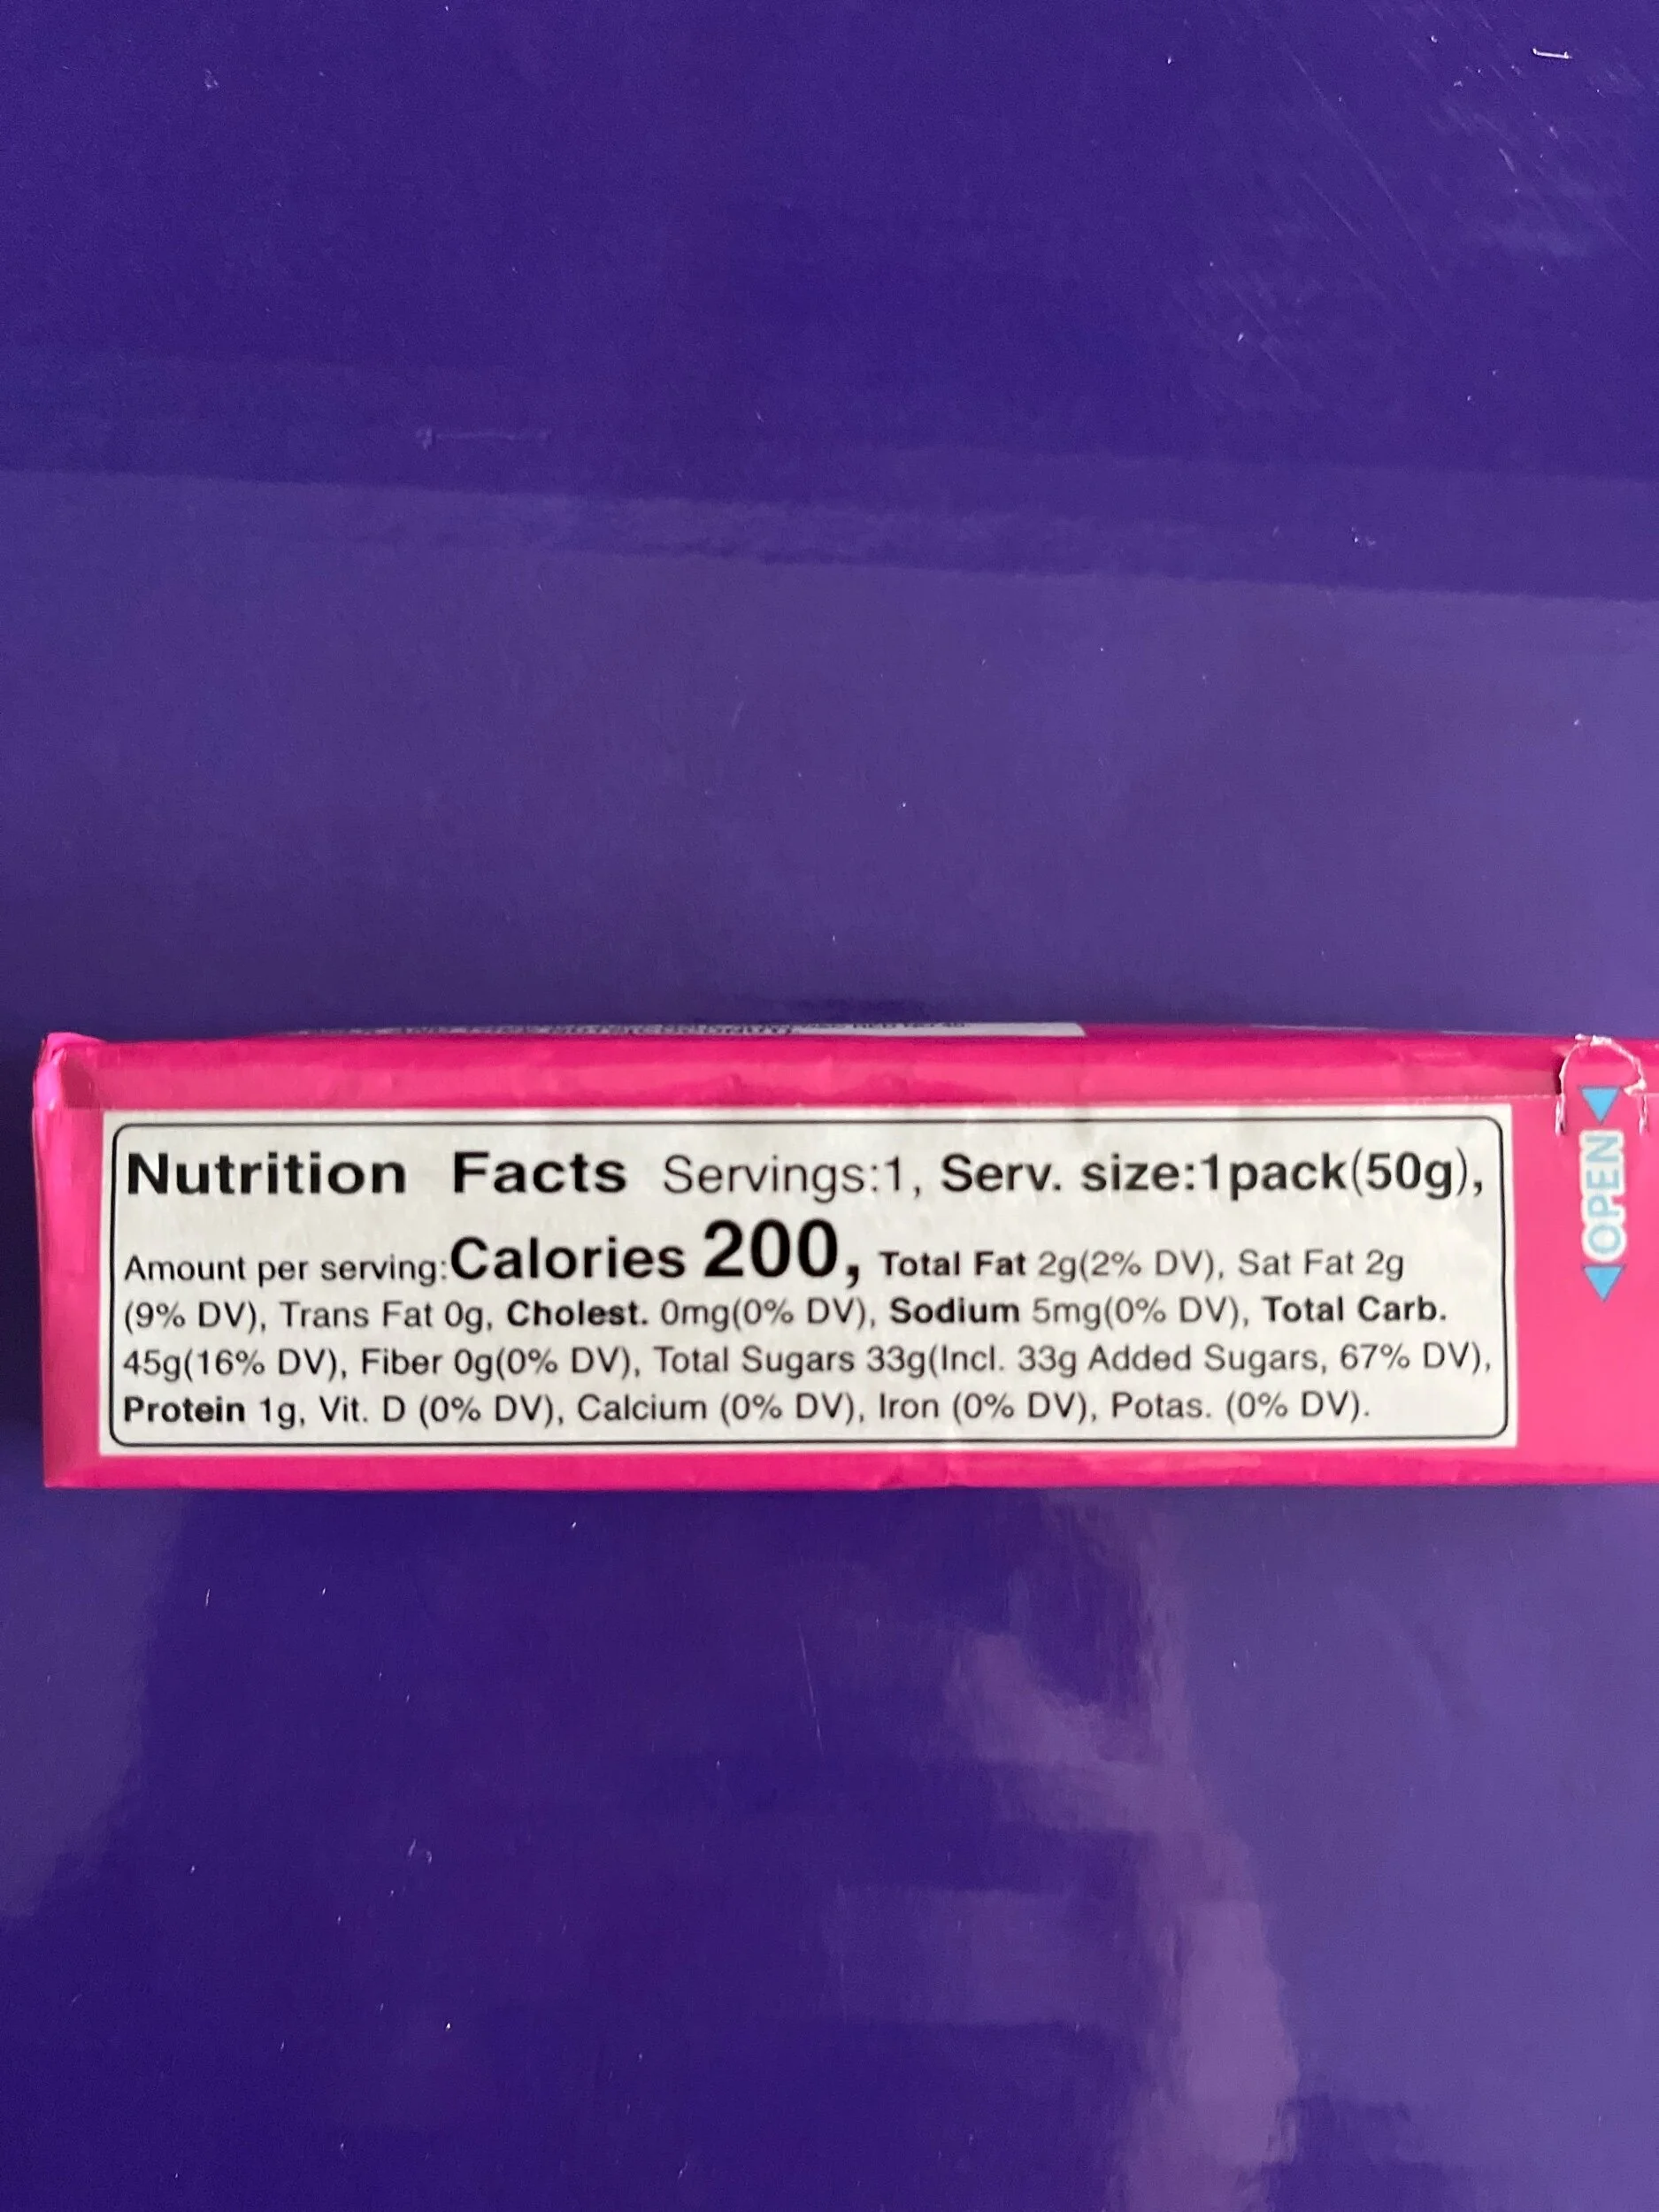 Nutrition Facts Servings:1, Serv. size:1pack(50g),
Amount per serving:Calories 200, Total Fat 2g(2% DV), Sat Fat 2g
(9% DV), Trans Fat 0g, Cholest. 0mg(0% DV), Sodium 5mg(0% DV), Total Carb.
45g(16% DV), Fiber 0g(0% DV), Total Sugars 33g(Incl. 33g Added Sugars, 67% DV),
Protein 1g, Vit. D (0% DV), Calcium (0% DV), Iron (0% DV), Potas. (0% DV).
OPEN